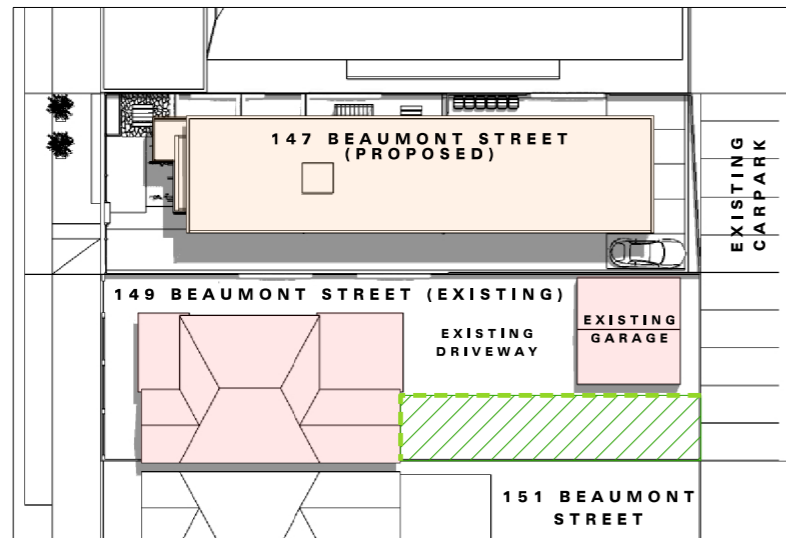 147 BEAUMONT STREET
(PROPOSED)
EXISTING
CARPARK
149 BEAUMONT STREET (EXISTING)
EXISTING
DRIVEWAY
EXISTING
GARAGE
151 BEAUMONT
STREET